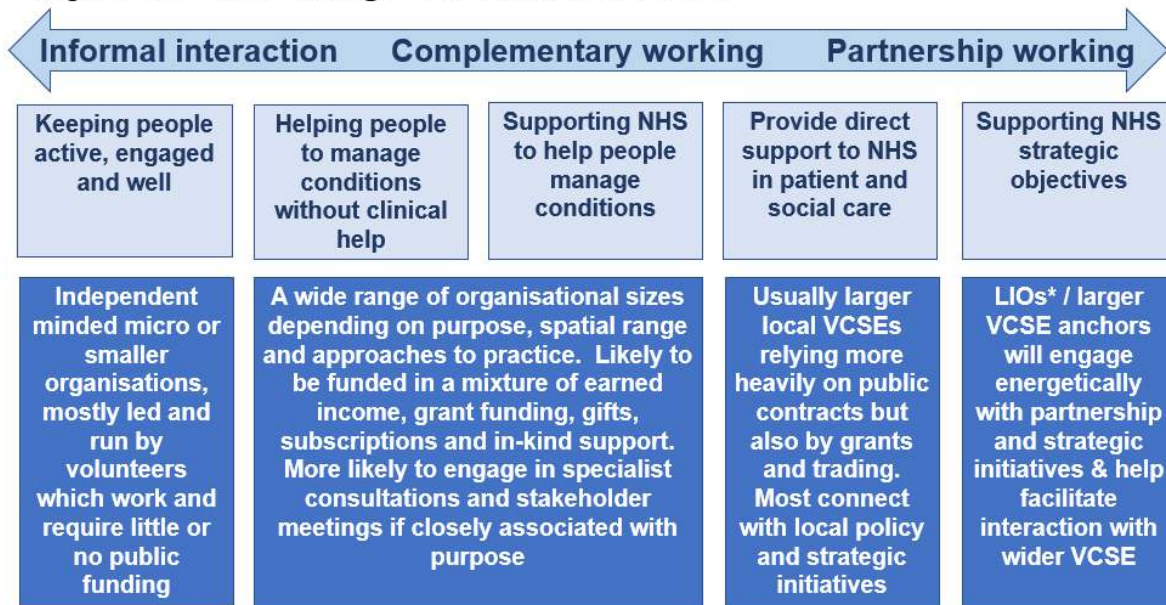 Informal interaction Complementary working Partnership working
Keeping people
active, engaged
and well
Helping people
to manage
conditions
without clinical
help
Supporting NHS
to help people
manage
conditions
Provide direct
support to NHS
in patient and
social care
Supporting NHS
strategic
objectives
Independent
minded micro or
smaller
organisations,
mostly led and
run by
volunteers
which work and
require little or
no public
funding
A wide range of organisational sizes
depending on purpose, spatial range
and approaches to practice. Likely to
be funded in a mixture of earned
income, grant funding, gifts,
subscriptions and in-kind support.
More likely to engage in specialist
consultations and stakeholder
meetings if closely associated with
purpose
Usually larger
local VCSEs
relying more
heavily on public
contracts but
also by grants
and trading.
Most connect
with local policy
and strategic
initiatives
LIOs* / larger
VCSE anchors
will engage
energetically
with partnership
and strategic
initiatives & help
facilitate
interaction with
wider VCSE